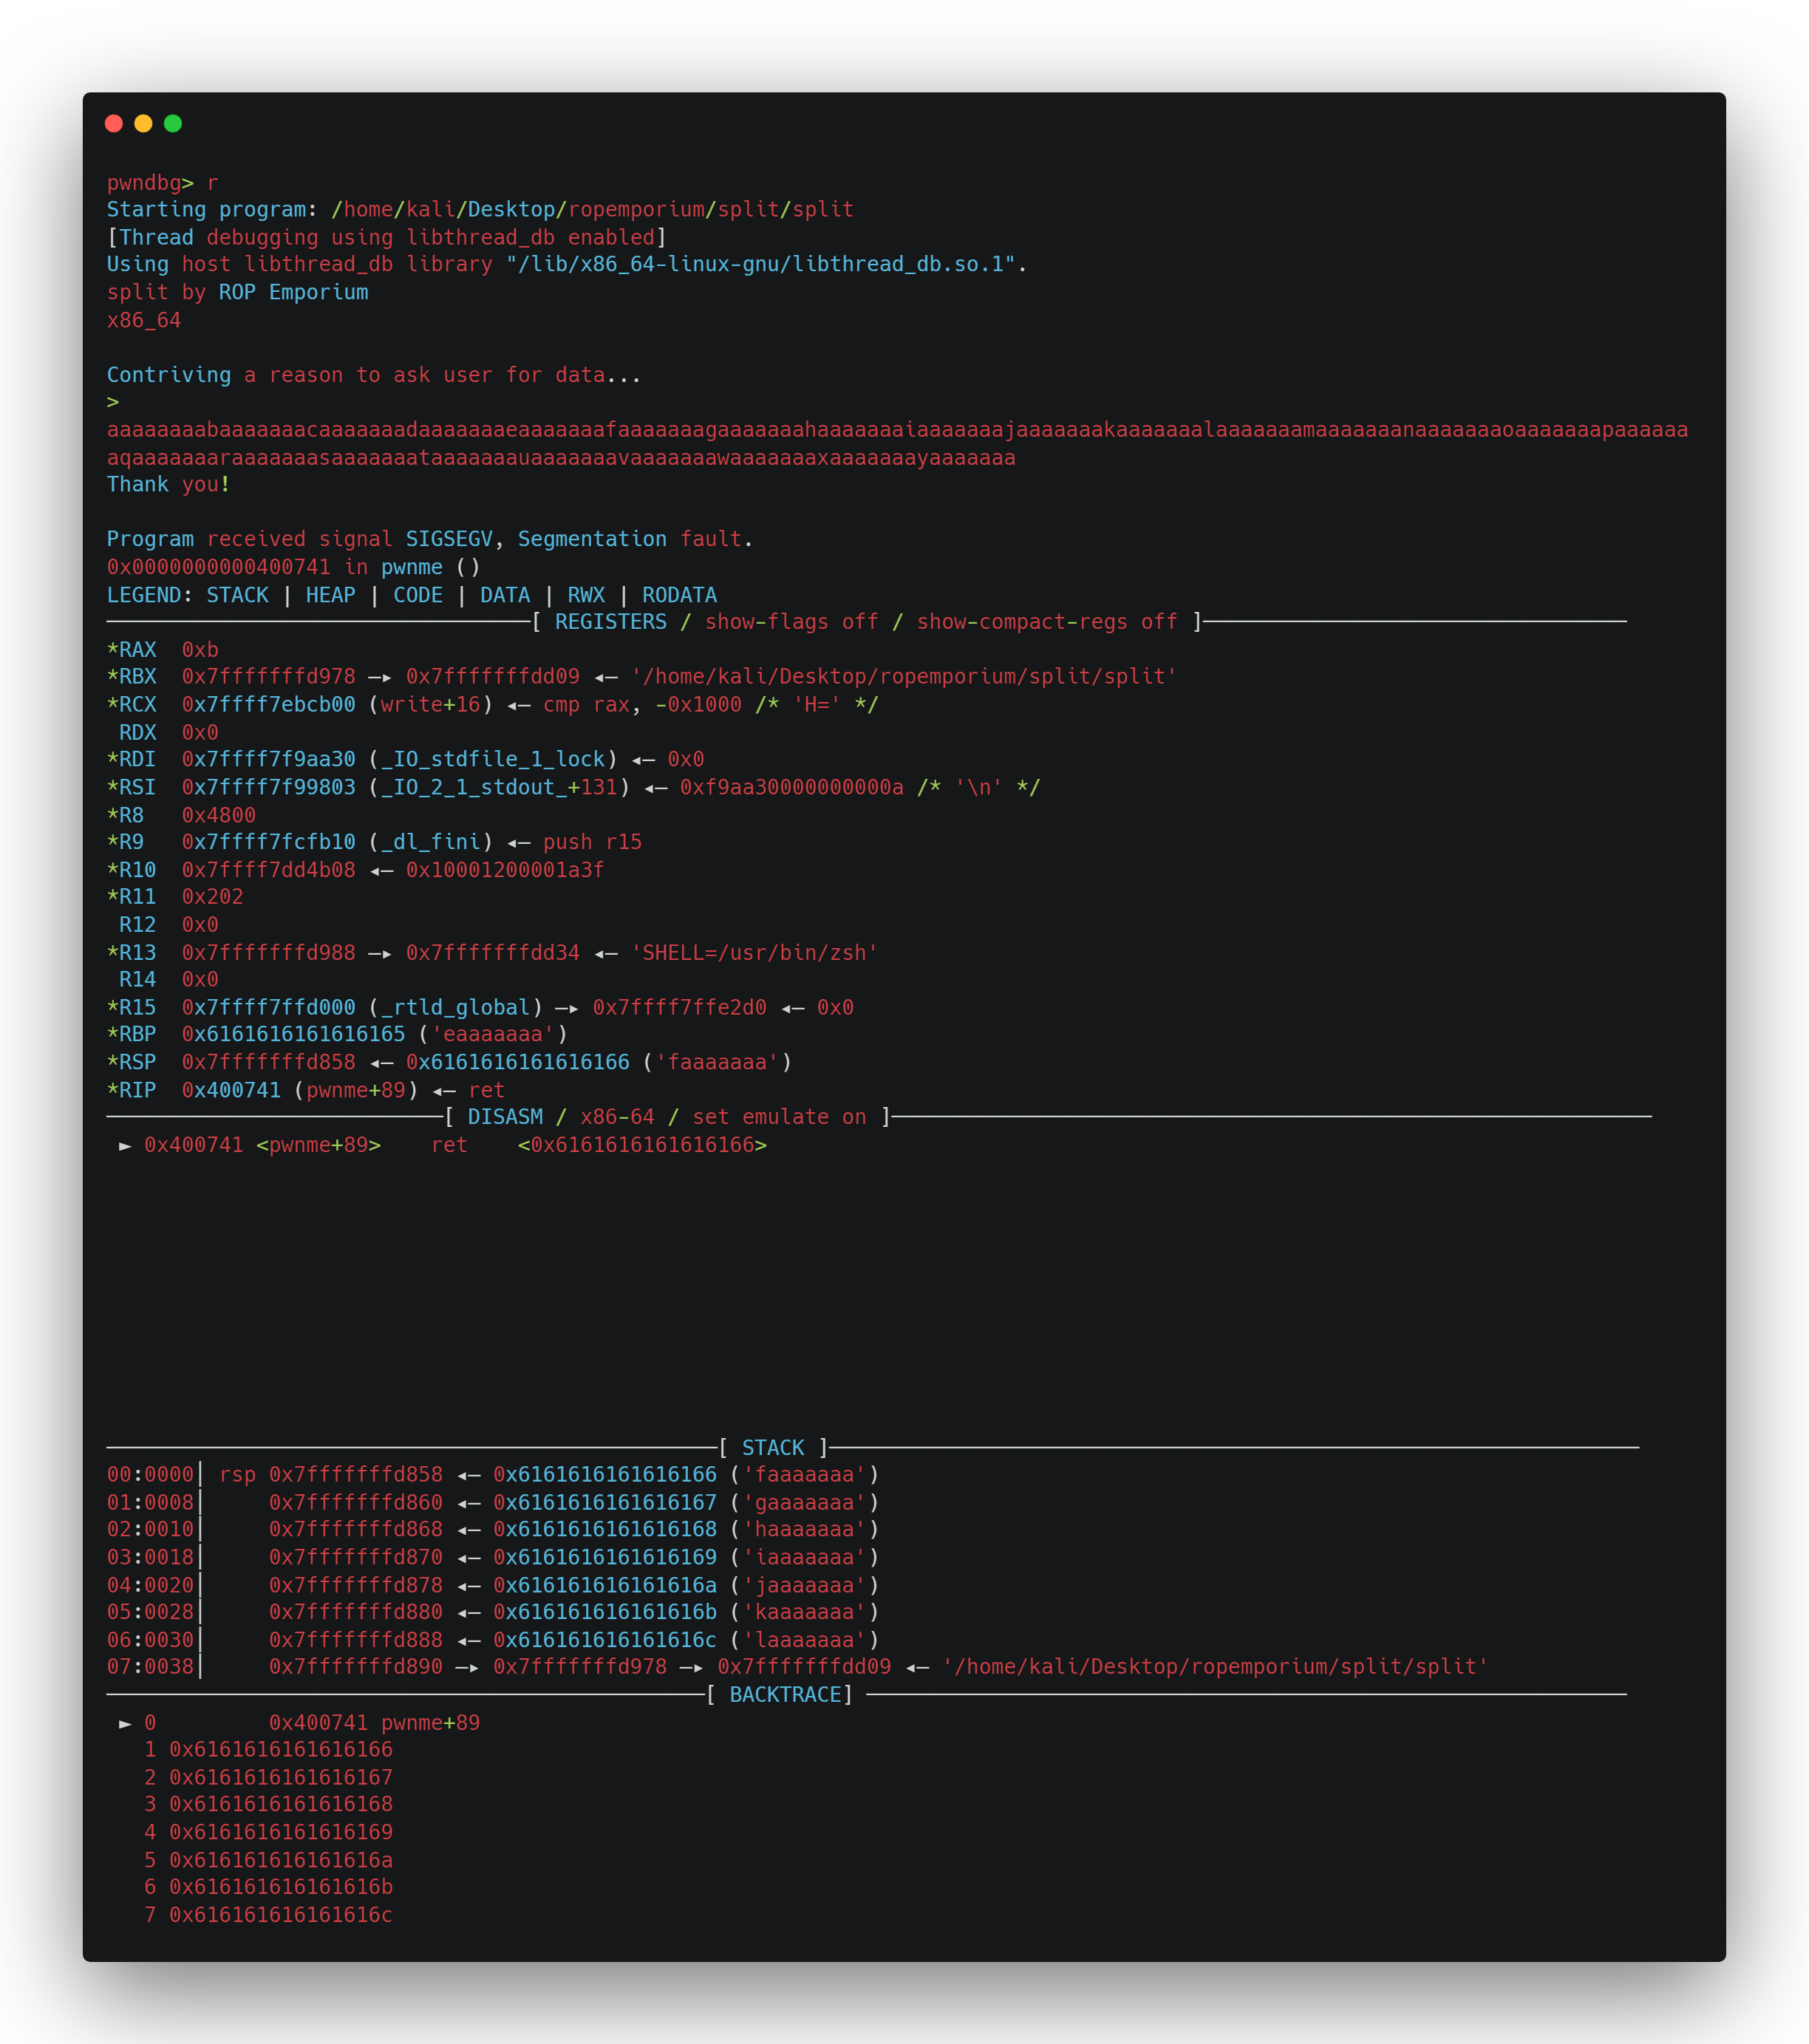 pwndbg> r
Starting program: /home/kali/Desktop/ropemporium/split/split
[Thread debugging using libthread_db enabled]
Using host libthread_db library "/lib/x86_64-linux-gnu/libthread_db.so.1".
split by ROP Emporium
x86_64
Contriving a reason to ask user for data...
>
aaaaaaaabaaaaaaacaaaaaaadaaaaaaaeaaaaaaafaaaaaaagaaaaaaahaaaaaaaiaaaaaaajaaaaaaakaaaaaaalaaaaaaamaaaaaaanaaaaaaaoaaaaaaapaaaaaa
aqaaaaaaaraaaaaaasaaaaaaataaaaaaauaaaaaaavaaaaaaawaaaaaaaxaaaaaaayaaaaaaa
Thank you!
Program received signal SIGSEGV, Segmentation fault.
0x0000000000400741 in pwnme ()
LEGEND: STACK | HEAP | CODE | DATA | RWX | RODATA
──────────────────────────────────[ REGISTERS / show-flags off / show-compact-regs off ]──────────────────────────────────
*RAX  0xb
*RBX  0x7fffffffd978 —▸ 0x7fffffffdd09 ◂— '/home/kali/Desktop/ropemporium/split/split'
*RCX  0x7ffff7ebcb00 (write+16) ◂— cmp rax, -0x1000 /* 'H=' */
 RDX  0x0
*RDI  0x7ffff7f9aa30 (_IO_stdfile_1_lock) ◂— 0x0
*RSI  0x7ffff7f99803 (_IO_2_1_stdout_+131) ◂— 0xf9aa30000000000a /* '\n' */
*R8   0x4800
*R9   0x7ffff7fcfb10 (_dl_fini) ◂— push r15
*R10  0x7ffff7dd4b08 ◂— 0x10001200001a3f
*R11  0x202
 R12  0x0
*R13  0x7fffffffd988 —▸ 0x7fffffffdd34 ◂— 'SHELL=/usr/bin/zsh'
 R14  0x0
*R15  0x7ffff7ffd000 (_rtld_global) —▸ 0x7ffff7ffe2d0 ◂— 0x0
*RBP  0x6161616161616165 ('eaaaaaaa')
*RSP  0x7fffffffd858 ◂— 0x6161616161616166 ('faaaaaaa')
*RIP  0x400741 (pwnme+89) ◂— ret
───────────────────────────[ DISASM / x86-64 / set emulate on ]─────────────────────────────────────────────────────────────
 ► 0x400741 <pwnme+89>    ret    <0x6161616161616166>
─────────────────────────────────────────────────[ STACK ]─────────────────────────────────────────────────────────────────
00:0000│ rsp 0x7fffffffd858 ◂— 0x6161616161616166 ('faaaaaaa')
01:0008│     0x7fffffffd860 ◂— 0x6161616161616167 ('gaaaaaaa')
02:0010│     0x7fffffffd868 ◂— 0x6161616161616168 ('haaaaaaa')
03:0018│     0x7fffffffd870 ◂— 0x6161616161616169 ('iaaaaaaa')
04:0020│     0x7fffffffd878 ◂— 0x616161616161616a ('jaaaaaaa')
05:0028│     0x7fffffffd880 ◂— 0x616161616161616b ('kaaaaaaa')
06:0030│     0x7fffffffd888 ◂— 0x616161616161616c ('laaaaaaa')
07:0038│     0x7fffffffd890 —▸ 0x7fffffffd978 —▸ 0x7fffffffdd09 ◂— '/home/kali/Desktop/ropemporium/split/split'
────────────────────────────────────────────────[ BACKTRACE] ─────────────────────────────────────────────────────────────
 ► 0         0x400741 pwnme+89
   1 0x6161616161616166
   2 0x6161616161616167
   3 0x6161616161616168
   4 0x6161616161616169
   5 0x616161616161616a
   6 0x616161616161616b
   7 0x616161616161616c